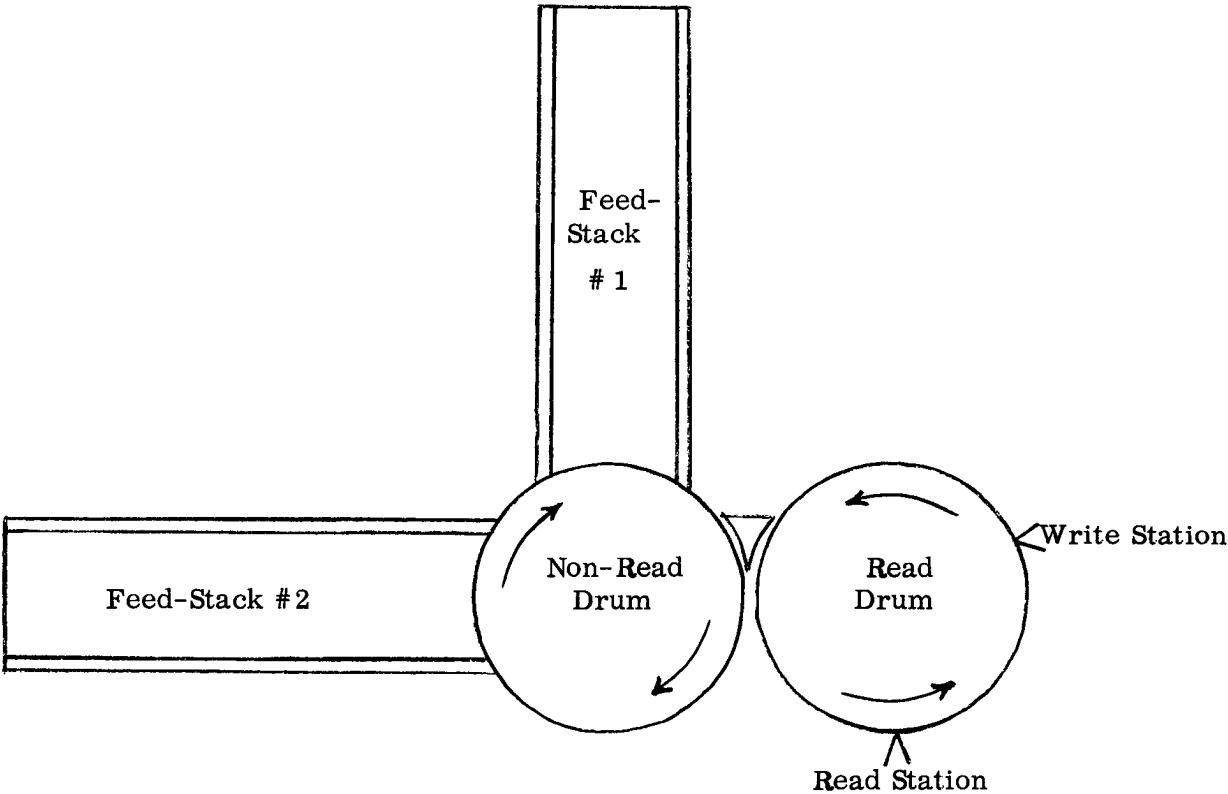 Feed-
Stack
# 1
Write Station
Non-Read
Drum
Read
Drum
Feed-Stack #2
Read Station